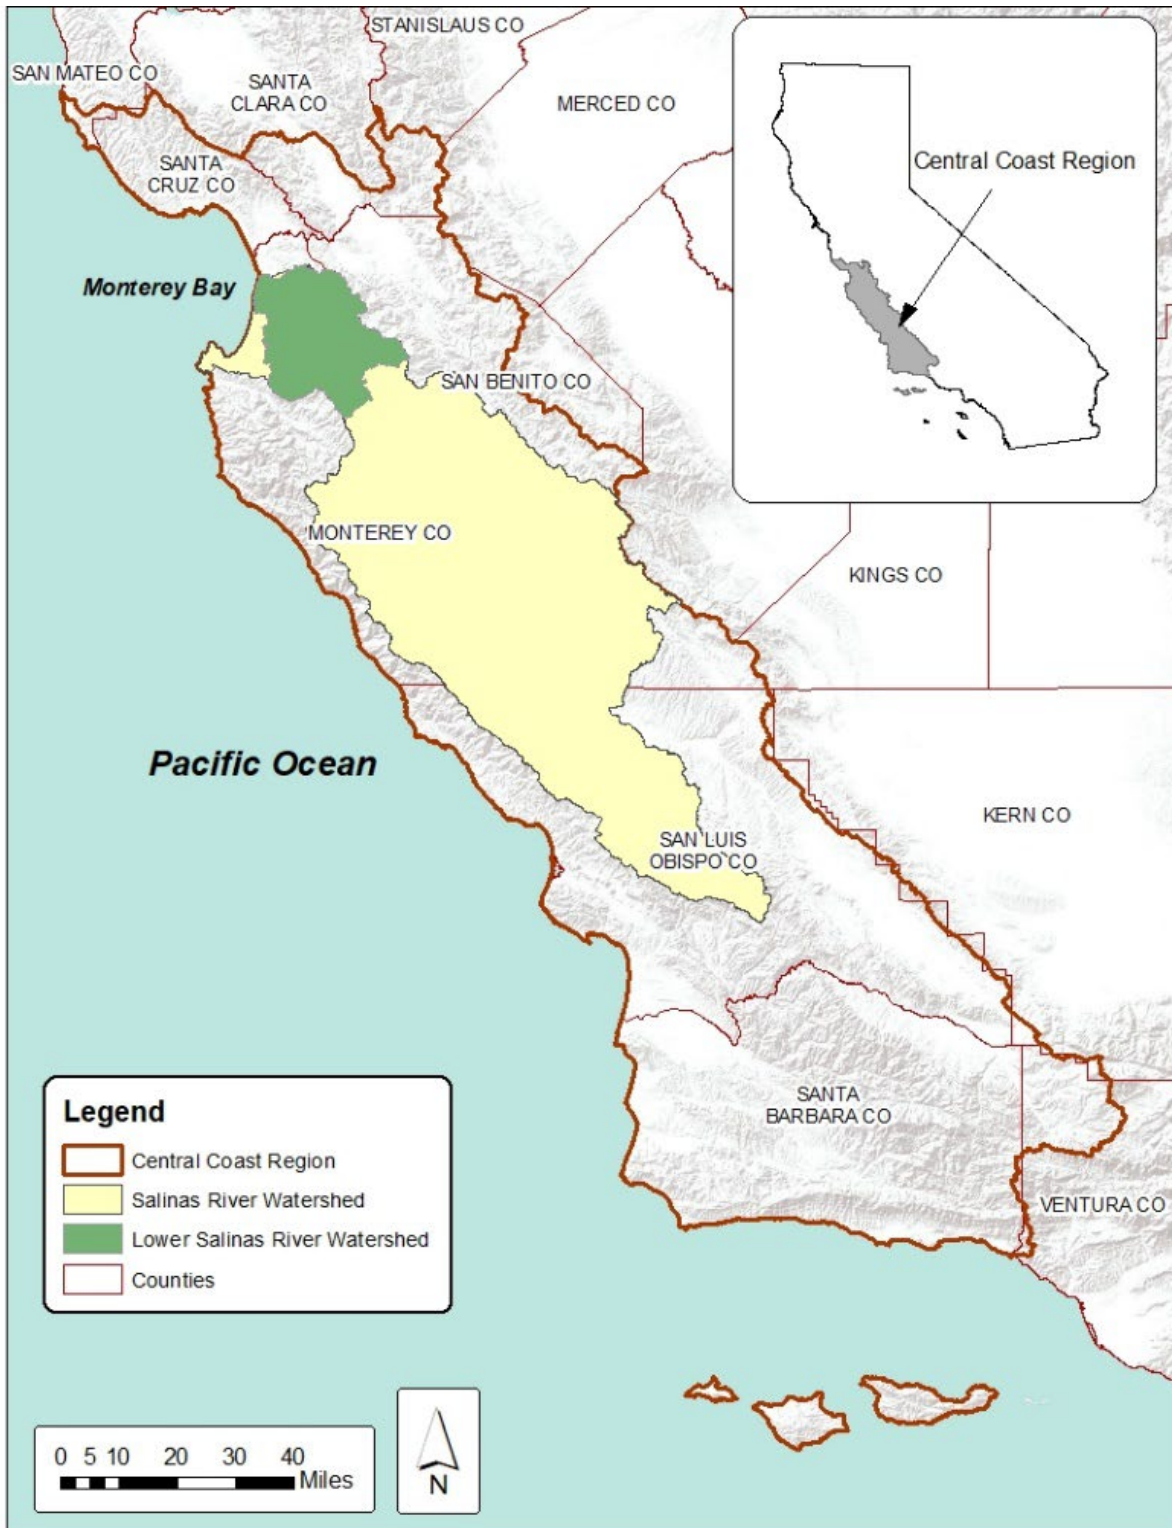 STANISLAUS CO
SAN MATEO CO
SANTA
CLARA CO
MERCED CO
SANTA
CRUZ CO
Central Coast Region
Monterey Bay
SAN BENITO CO
MONTEREY CO
KINGS CO
Pacific Ocean
KERN CO
SAN LUIS
OBISPO CO
SANTA
BARBARA CO
VENTURA CO
Legend
Central Coast Region
Salinas River Watershed
Lower Salinas River Watershed
Counties
0 5 10 20 30 40
Miles
N